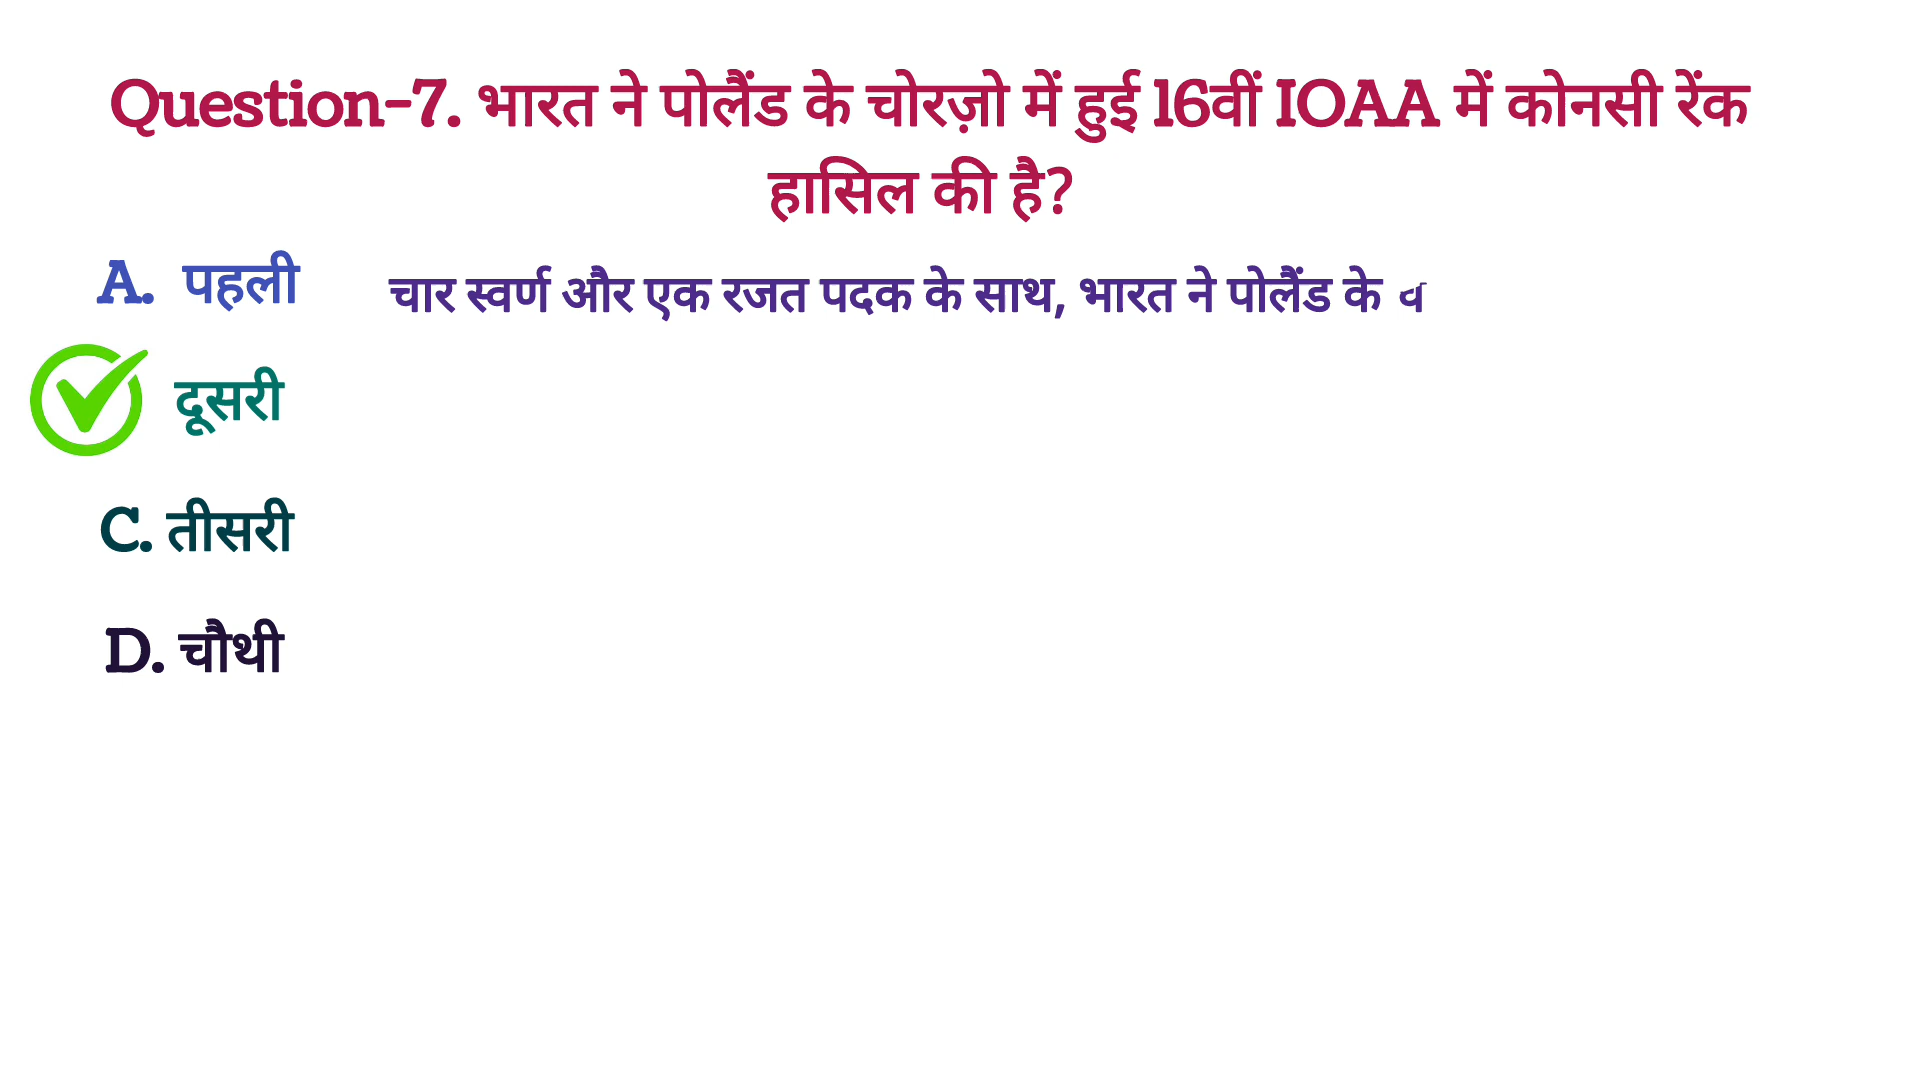 Question-7. भारत ने पोलैंड के चोरज़ो में हुई 16वीं IOAA में कोनसी रेंक
हासिल की है?
A. पहली
चार स्वर्ण और एक रजत पदक के साथ, भारत ने पोलैंड के
दूसरी
C. तीसरी
D. चौथी